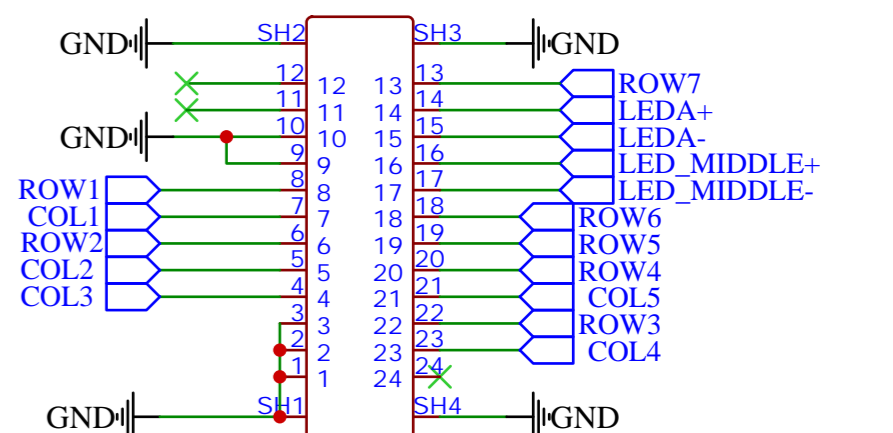 SH2 SH3
GND GND
12 12 13 13 ROW7
11 11 14 14 LEDA+
GND 10 10 15 15 LEDA-
9 9 16 16 LED_MIDDLE+
ROW1 8 8 17 17 LED_MIDDLE-
COL1 7 7 18 18 ROW6
ROW2 6 6 19 19 ROW5
COL2 5 5 20 20 ROW4
COL3 4 4 21 21 COL5
3 3 22 22 ROW3
2 2 23 23 COL4
1 1 24 24
SH1 SH4
GND GND